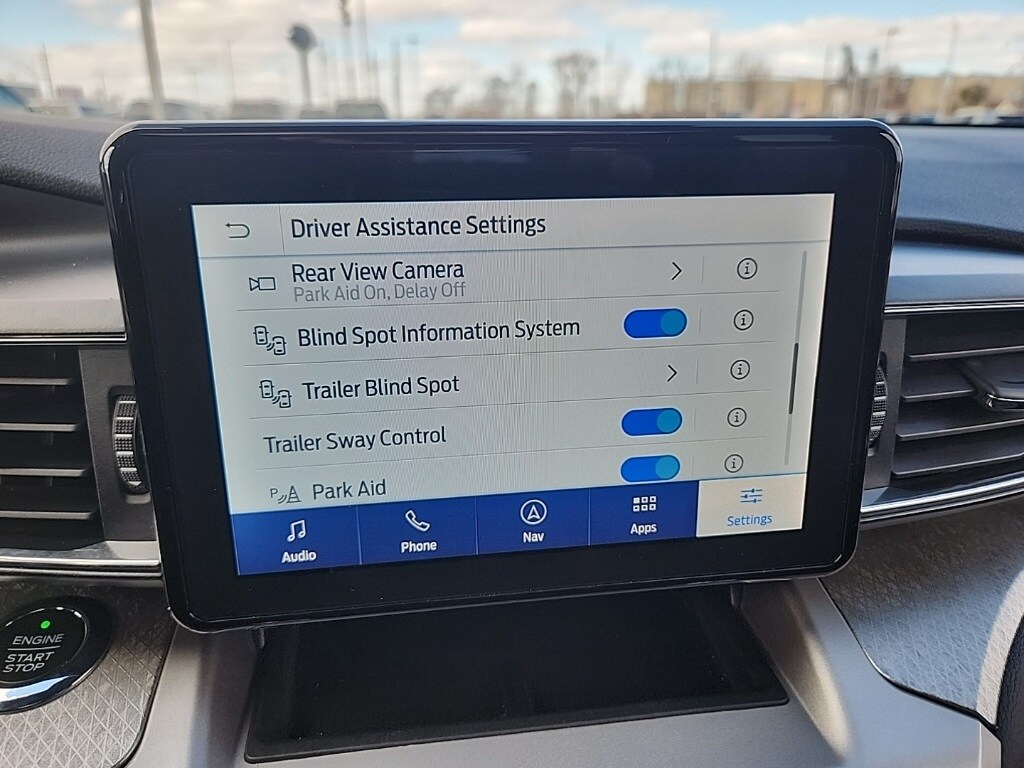 Driver Assistance Settings
Rear View Camera
Park Aid On, Delay Off
Blind Spot Information System
Trailer Blind Spot
Trailer Sway Control
P Park Aid
Audio
Phone
Nav
Apps
Settings
ENGINE
START
STOP